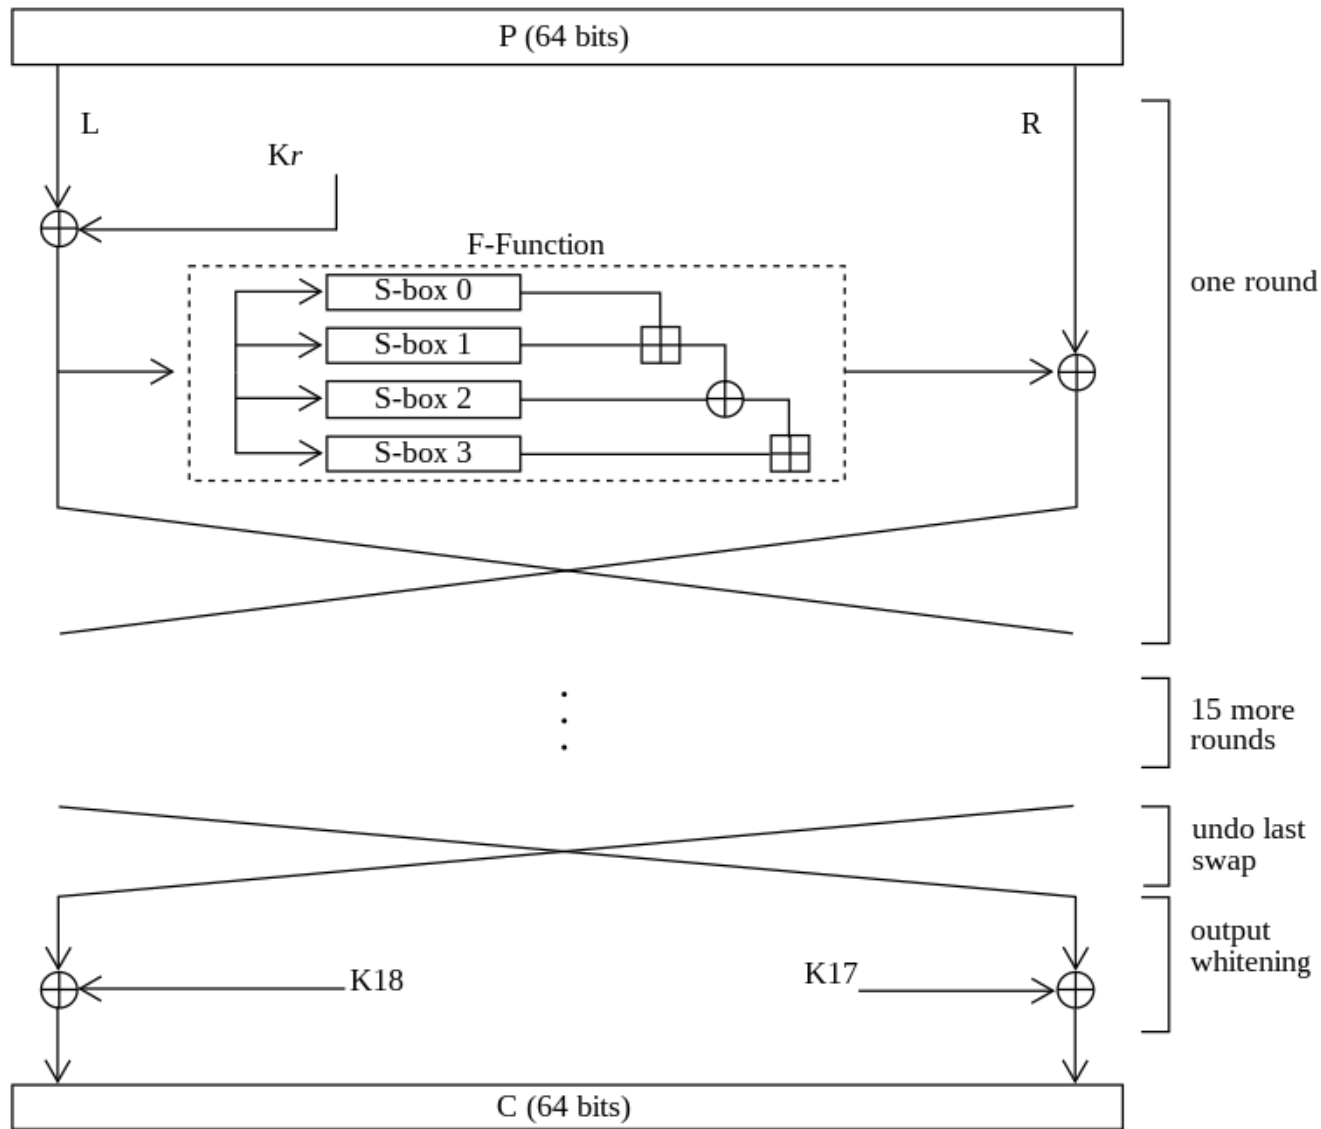 P (64 bits)
L
R
Kr
F-Function
S-box 0
one round
S-box 1
S-box 2
S-box 3
15 more
rounds
undo last
swap
output
whitening
K18
K17
C (64 bits)